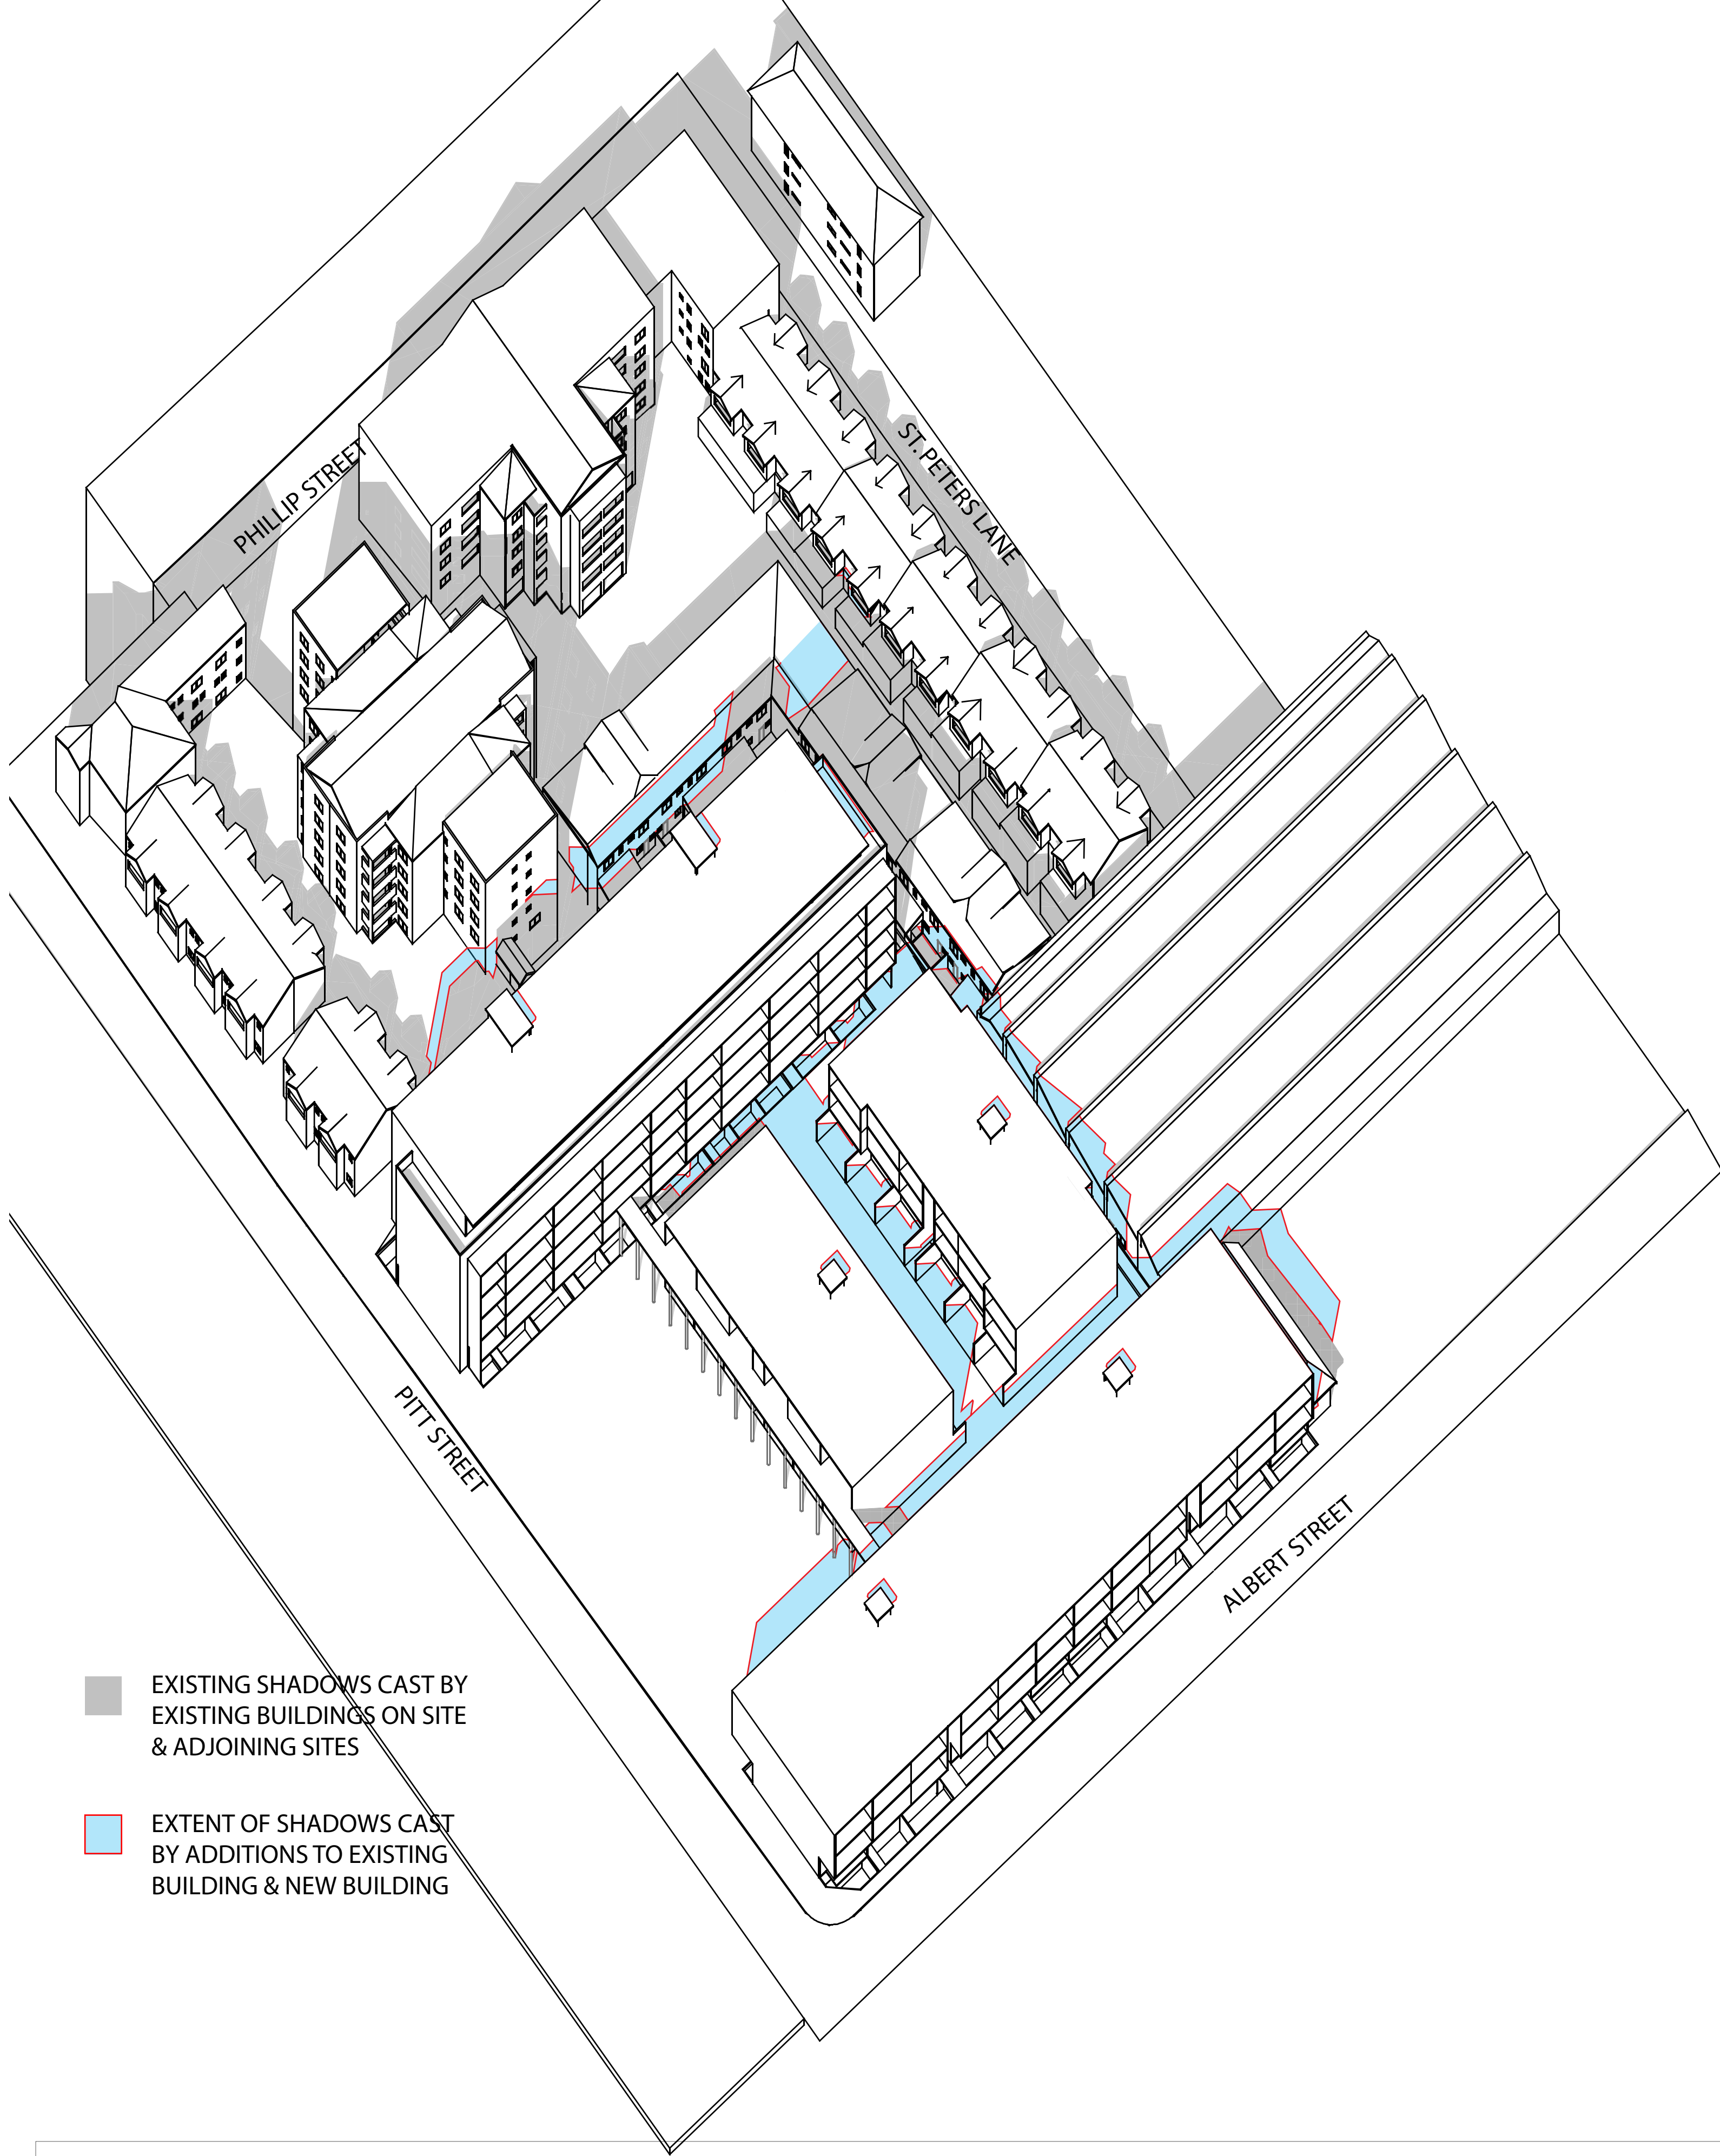 PHILLIP STREET
ST. PETERS LANE
PITT STREET
ALBERT STREET
EXISTING SHADOWS CAST BY
EXISTING BUILDINGS ON SITE
& ADJOINING SITES
EXTENT OF SHADOWS CAST
BY ADDITIONS TO EXISTING
BUILDING & NEW BUILDING